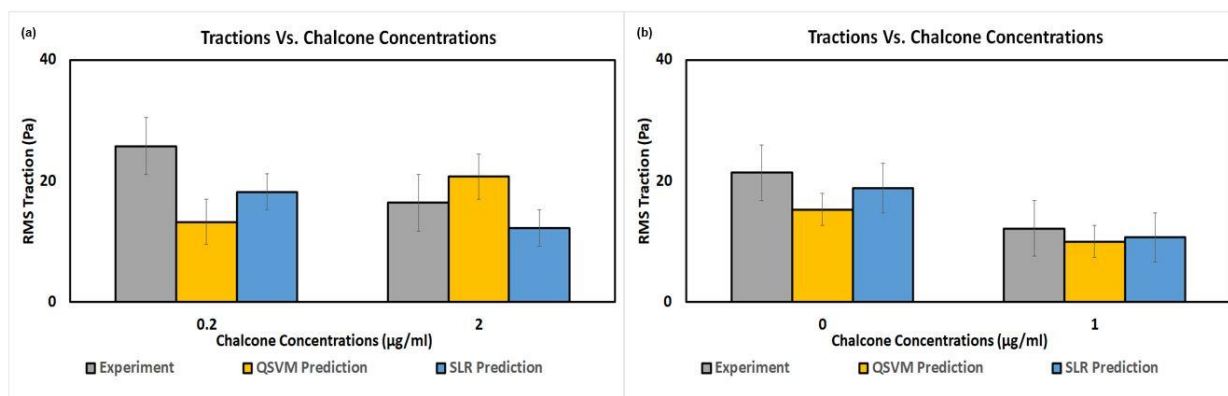 (a)
Tractions Vs. Chalcone Concentrations
RMS Traction (Pa)
40
20
0
0.2
2
Chalcone Concentrations (µg/ml)
Experiment
QSVM Prediction
SLR Prediction
(b)
Tractions Vs. Chalcone Concentrations
RMS Traction (Pa)
40
20
0
0
1
Chalcone Concentrations (µg/ml)
Experiment
QSVM Prediction
SLR Prediction